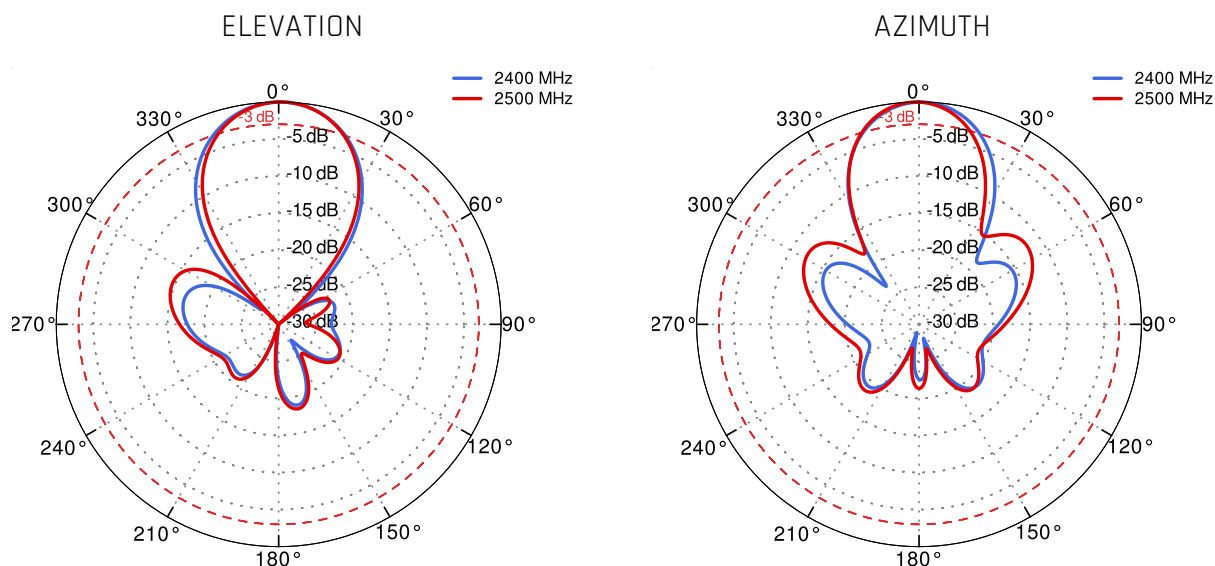 ELEVATION
2400 MHz
2500 MHz
0°
-3 dB
330°
30°
-5 dB
-10 dB
300°
60°
-15 dB
-20 dB
-25 dB
270°
-30 dB
90°
240°
120°
210°
150°
180°
AZIMUTH
2400 MHz
2500 MHz
0°
-3 dB
330°
30°
-5 dB
-10 dB
300°
60°
-15 dB
-20 dB
-25 dB
270°
-30 dB
90°
240°
120°
210°
150°
180°